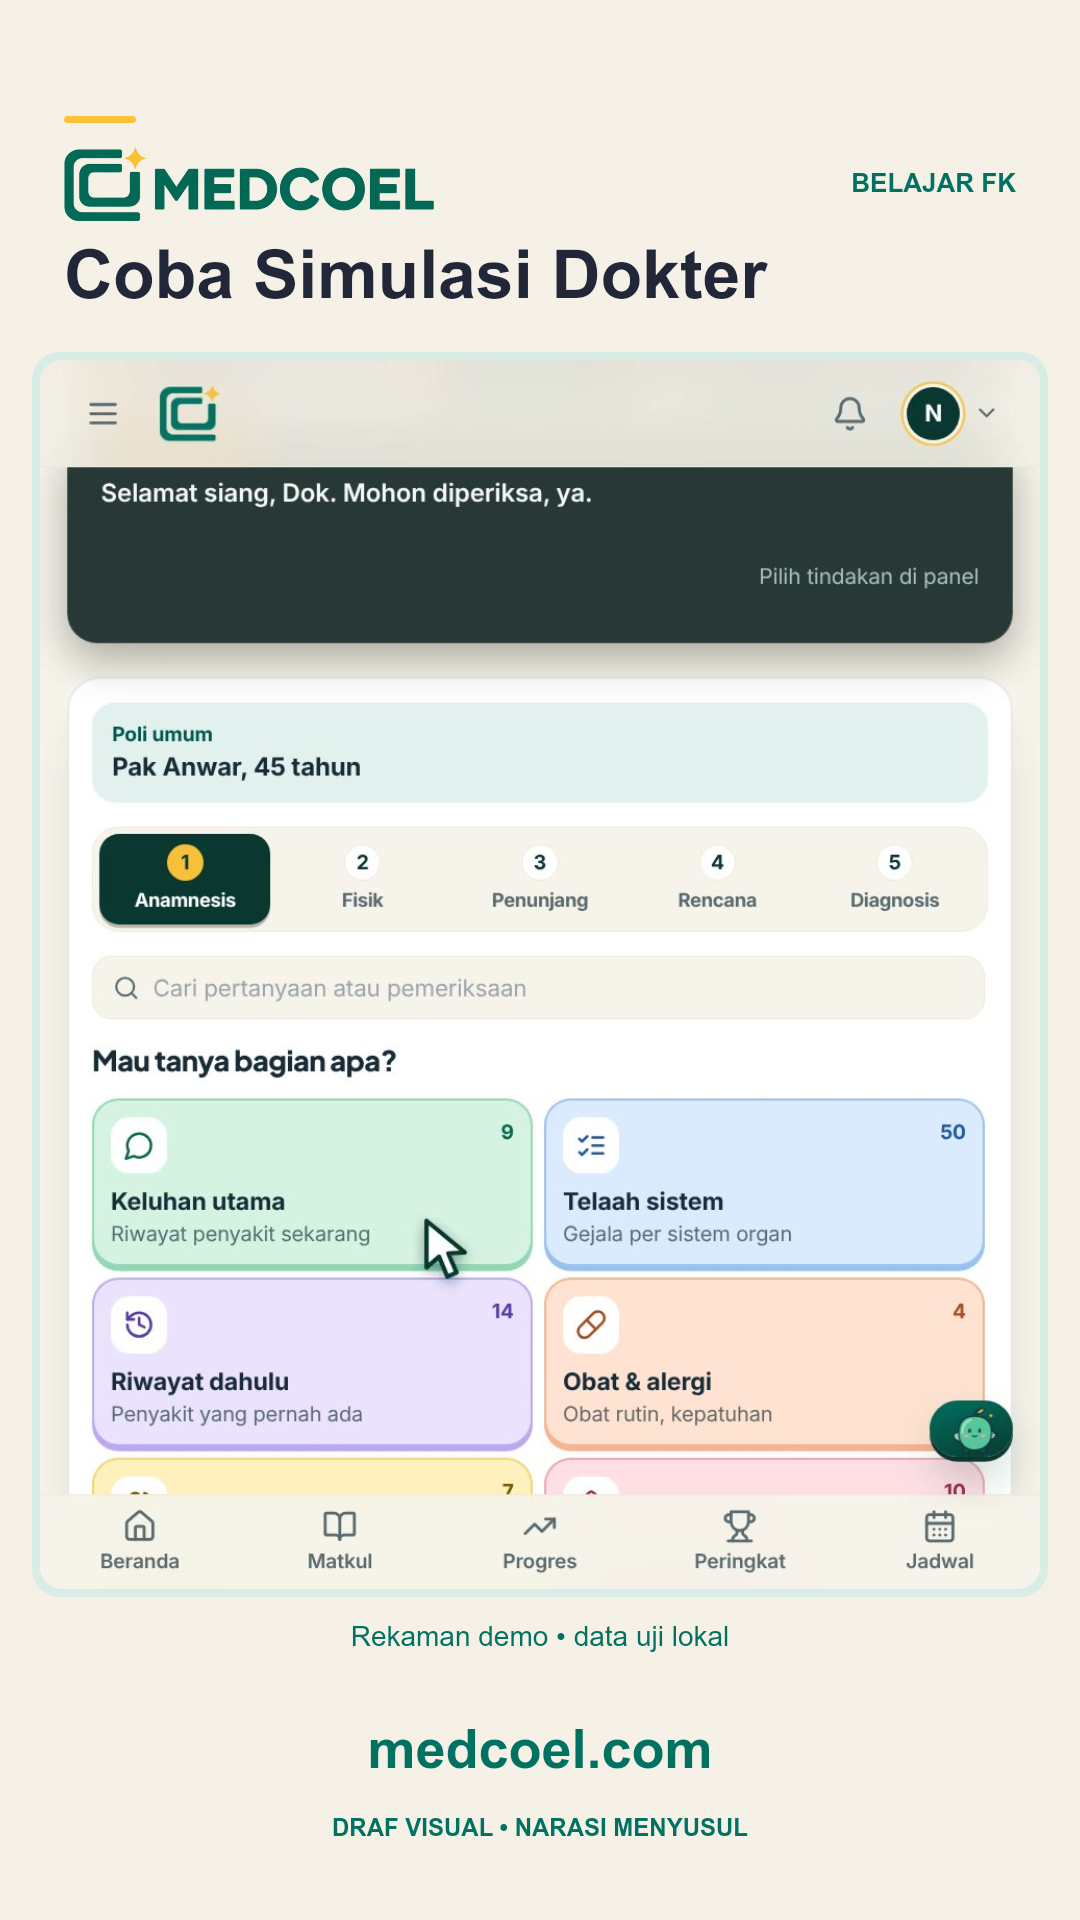 MEDCOEL
BELAJAR FK
Coba Simulasi Dokter
N
Selamat siang, Dok. Mohon diperiksa, ya.
Pilih tindakan di panel
Poli umum
Pak Anwar, 45 tahun
1
Anamnesis
2
Fisik
3
Penunjang
4
Rencana
5
Diagnosis
Cari pertanyaan atau pemeriksaan
Mau tanya bagian apa?
9
Keluhan utama
Riwayat penyakit sekarang
50
Telaah sistem
Gejala per sistem organ
14
Riwayat dahulu
Penyakit yang pernah ada
4
Obat & alergi
Obat rutin, kepatuhan
7
10
Beranda
Matkul
Progres
Peringkat
Jadwal
Rekaman demo • data uji lokal
medcoel.com
DRAF VISUAL • NARASI MENYUSUL